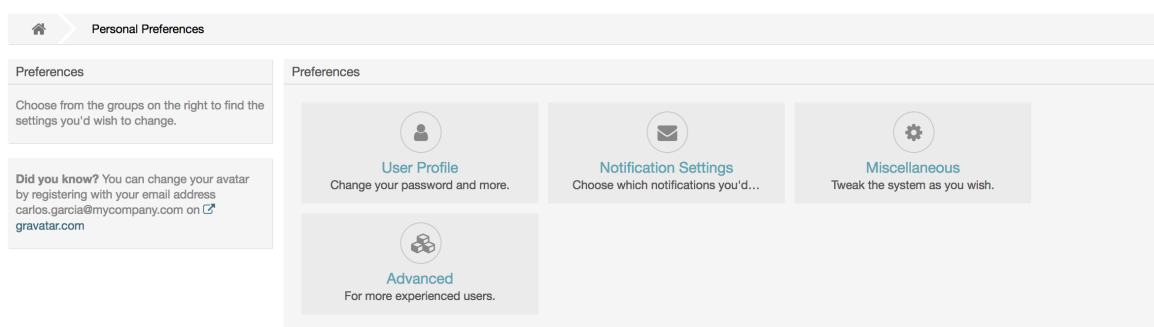 Personal Preferences
Preferences
Choose from the groups on the right to find the
settings you'd wish to change.
Did you know? You can change your avatar
by registering with your email address
carlos.garcia@mycompany.com on
gravatar.com
Preferences
User Profile
Change your password and more.
Notification Settings
Choose which notifications you'd...
Miscellaneous
Tweak the system as you wish.
Advanced
For more experienced users.